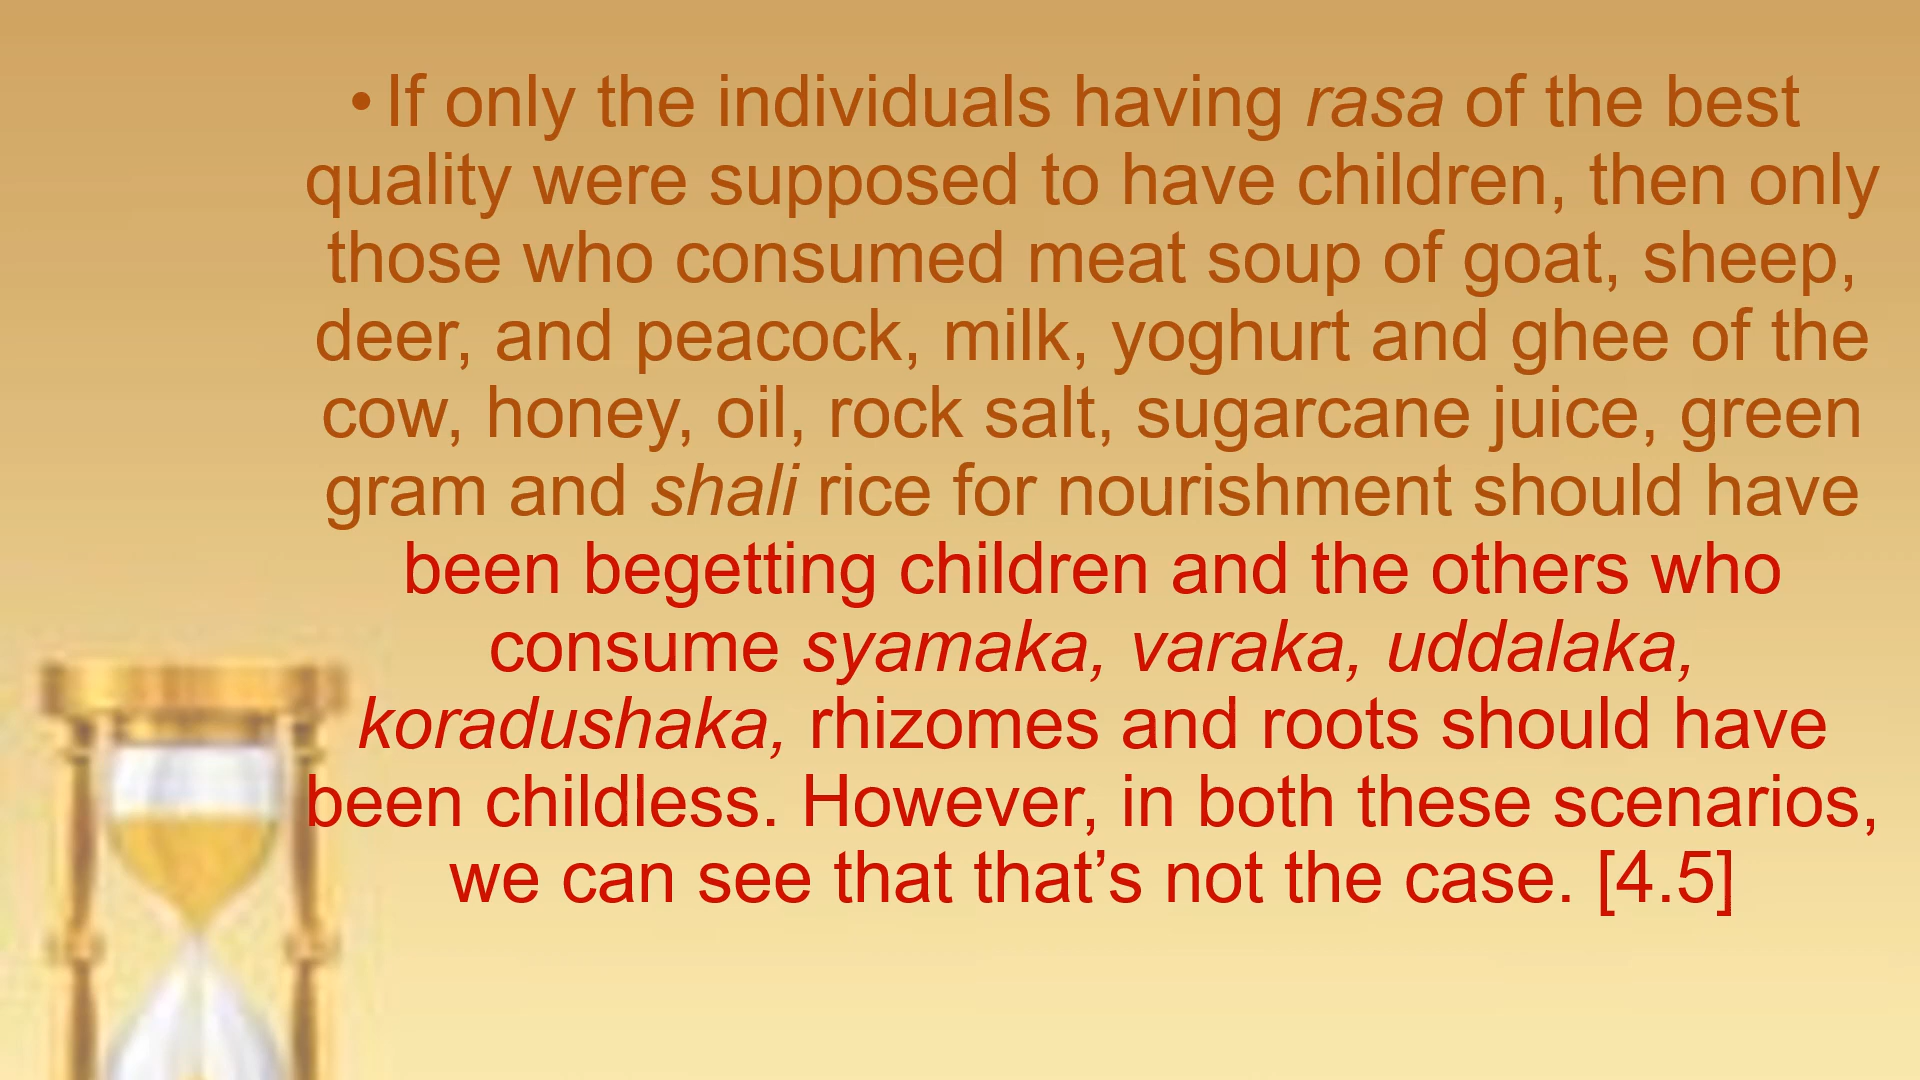 • If only the individuals having rasa of the best
quality were supposed to have children, then only
those who consumed meat soup of goat, sheep,
deer, and peacock, milk, yoghurt and ghee of the
cow, honey, oil, rock salt, sugarcane juice, green
gram and shali rice for nourishment should have
been begetting children and the others who
consume syamaka, varaka, uddalaka,
koradushaka, rhizomes and roots should have
been childless. However, in both these scenarios,
we can see that that’s not the case. [4.5]